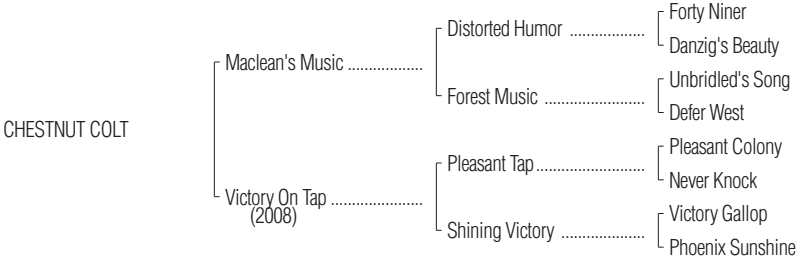 Forty Niner
Distorted Humor ..................
Danzig's Beauty
Maclean's Music ..................
Unbridled's Song
Forest Music ........................
Defer West
CHESTNUT COLT
Pleasant Colony
Pleasant Tap..........................
Never Knock
Victory On Tap ......................
(2008)
Victory Gallop
Shining Victory ....................
Phoenix Sunshine